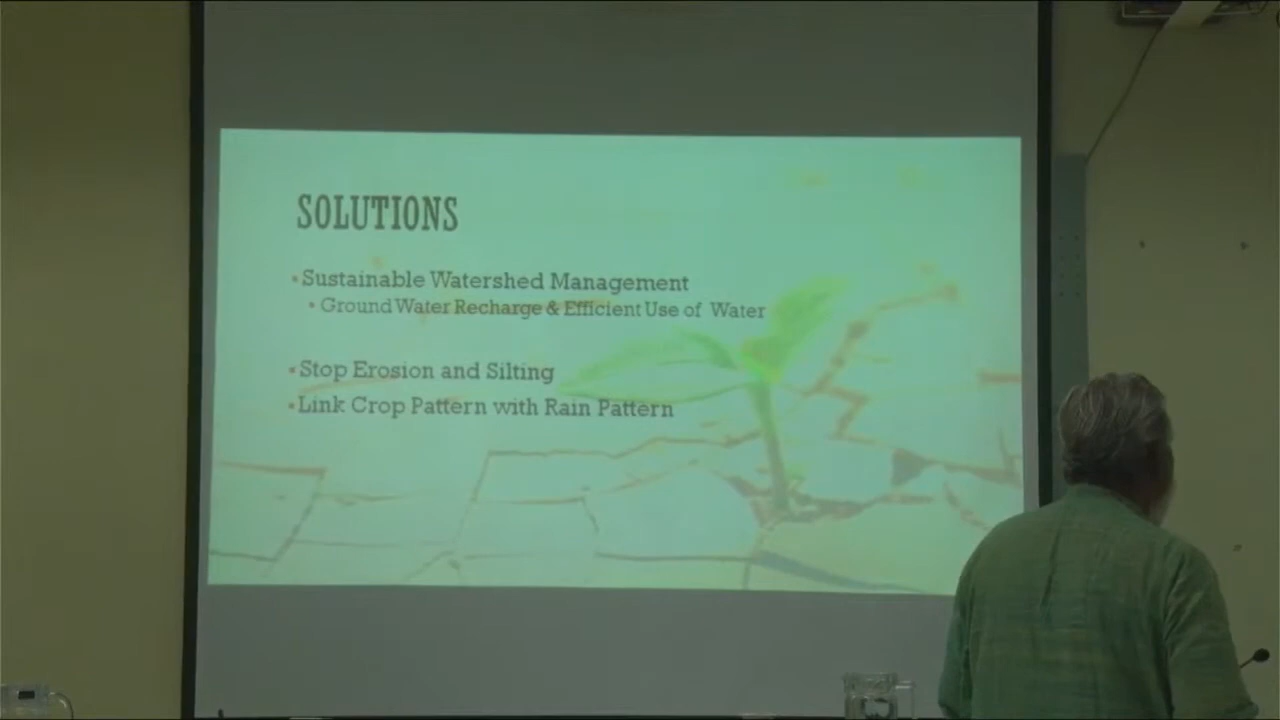 SOLUTIONS
• Sustainable Watershed Management
• Ground Water Recharge & Efficient Use of Water
• Stop Erosion and Silting
• Link Crop Pattern with Rain Pattern